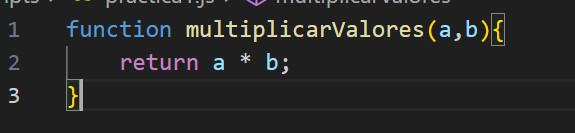 function multiplicarValores(a,b){
return a * b;
}
1
2
3